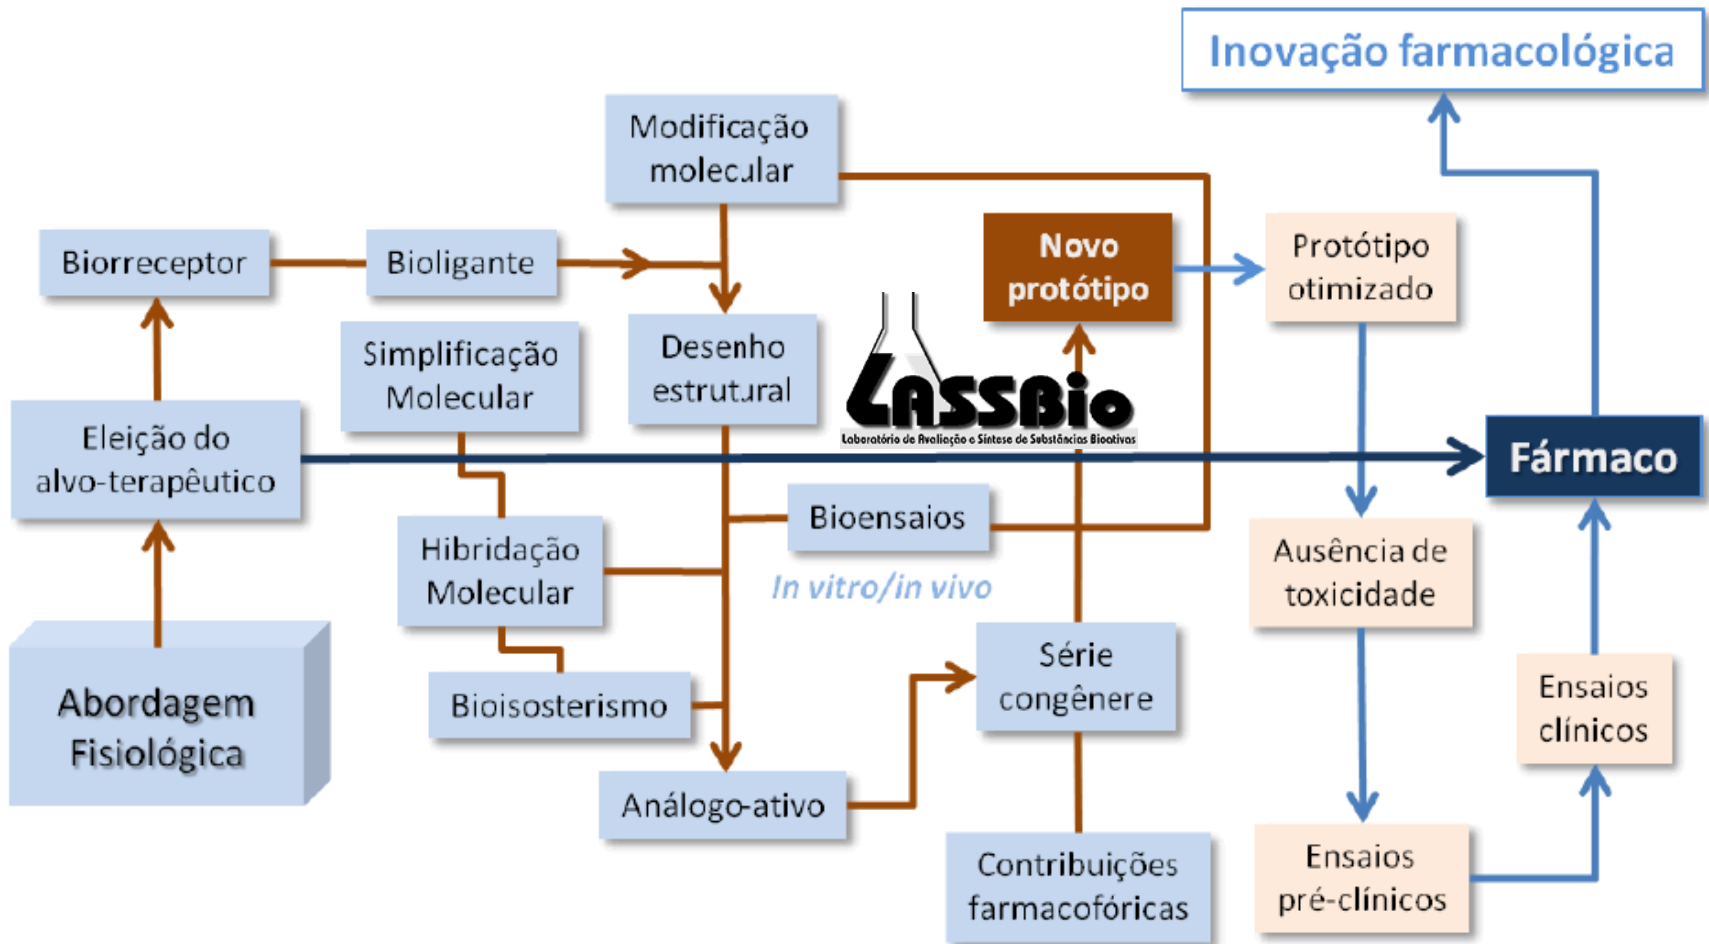 Inovação farmacológica
Modificação
molecular
Biorreceptor
Bioligante
Novo
protótipo
Protótipo
otimizado
Simplificação
Molecular
Desenho
estrutural
LASSBio
Laboratório de Avaliação e Síntese de Substâncias Bioativas
Eleição do
alvo-terapêutico
Fármaco
Bioensaios
In vitro/in vivo
Hibridação
Molecular
Ausência de
toxicidade
Abordagem
Fisiológica
Bioisosterismo
Série
congênere
Ensaios
clínicos
Análogo-ativo
Contribuições
farmacofóricas
Ensaios
pré-clínicos